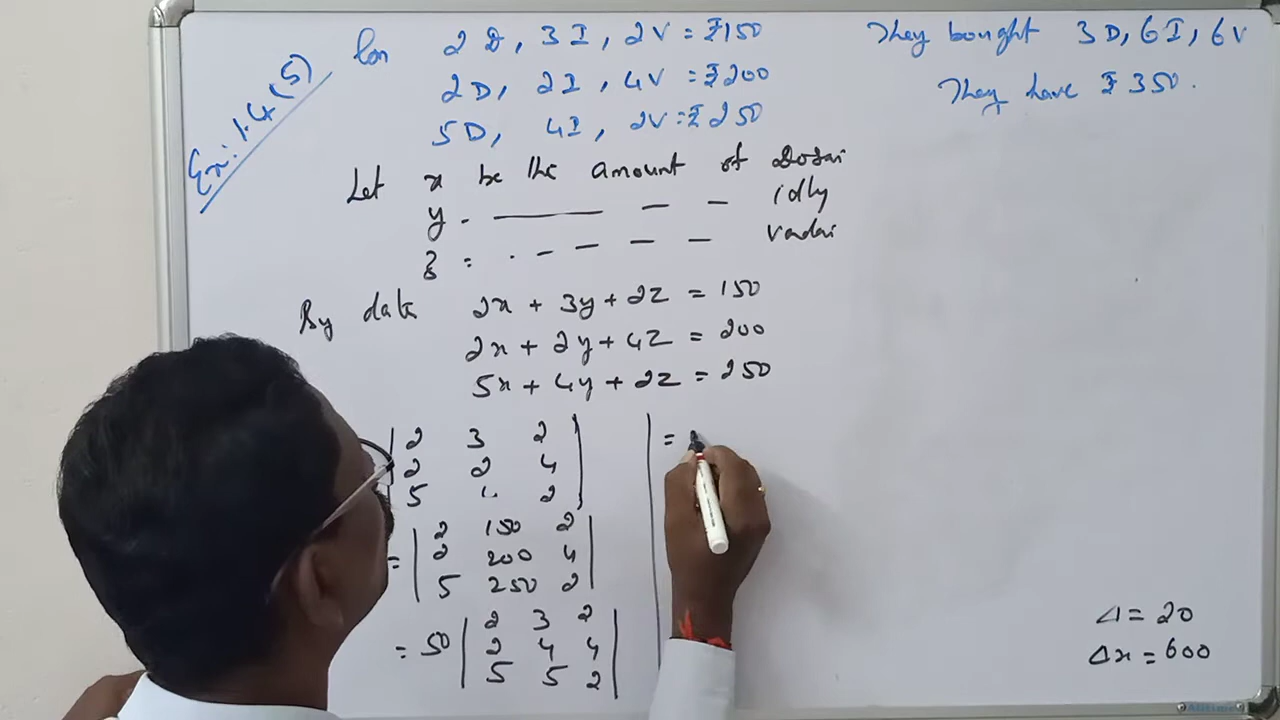 Ex: 1.4 (5)
Con 2D, 3I, 2V = ₹150
2D, 2I, 4V = ₹200
5D, 4I, 2V = ₹250
They bought 3D, 6I, 6V
They have ₹350.
Let x be the amount of Dosai
y - — — — idly
z = . - — — — vadai
By data 2x + 3y + 2z = 150
2x + 2y + 4z = 200
5x + 4y + 2z = 250
| 2 3 2 |
2 2 4
5 4 2
= | 2 150 2 |
2 200 4
5 250 2
= 50 | 2 3 2 |
2 4 4
5 5 2
=
Δ = 20
Δx = 600